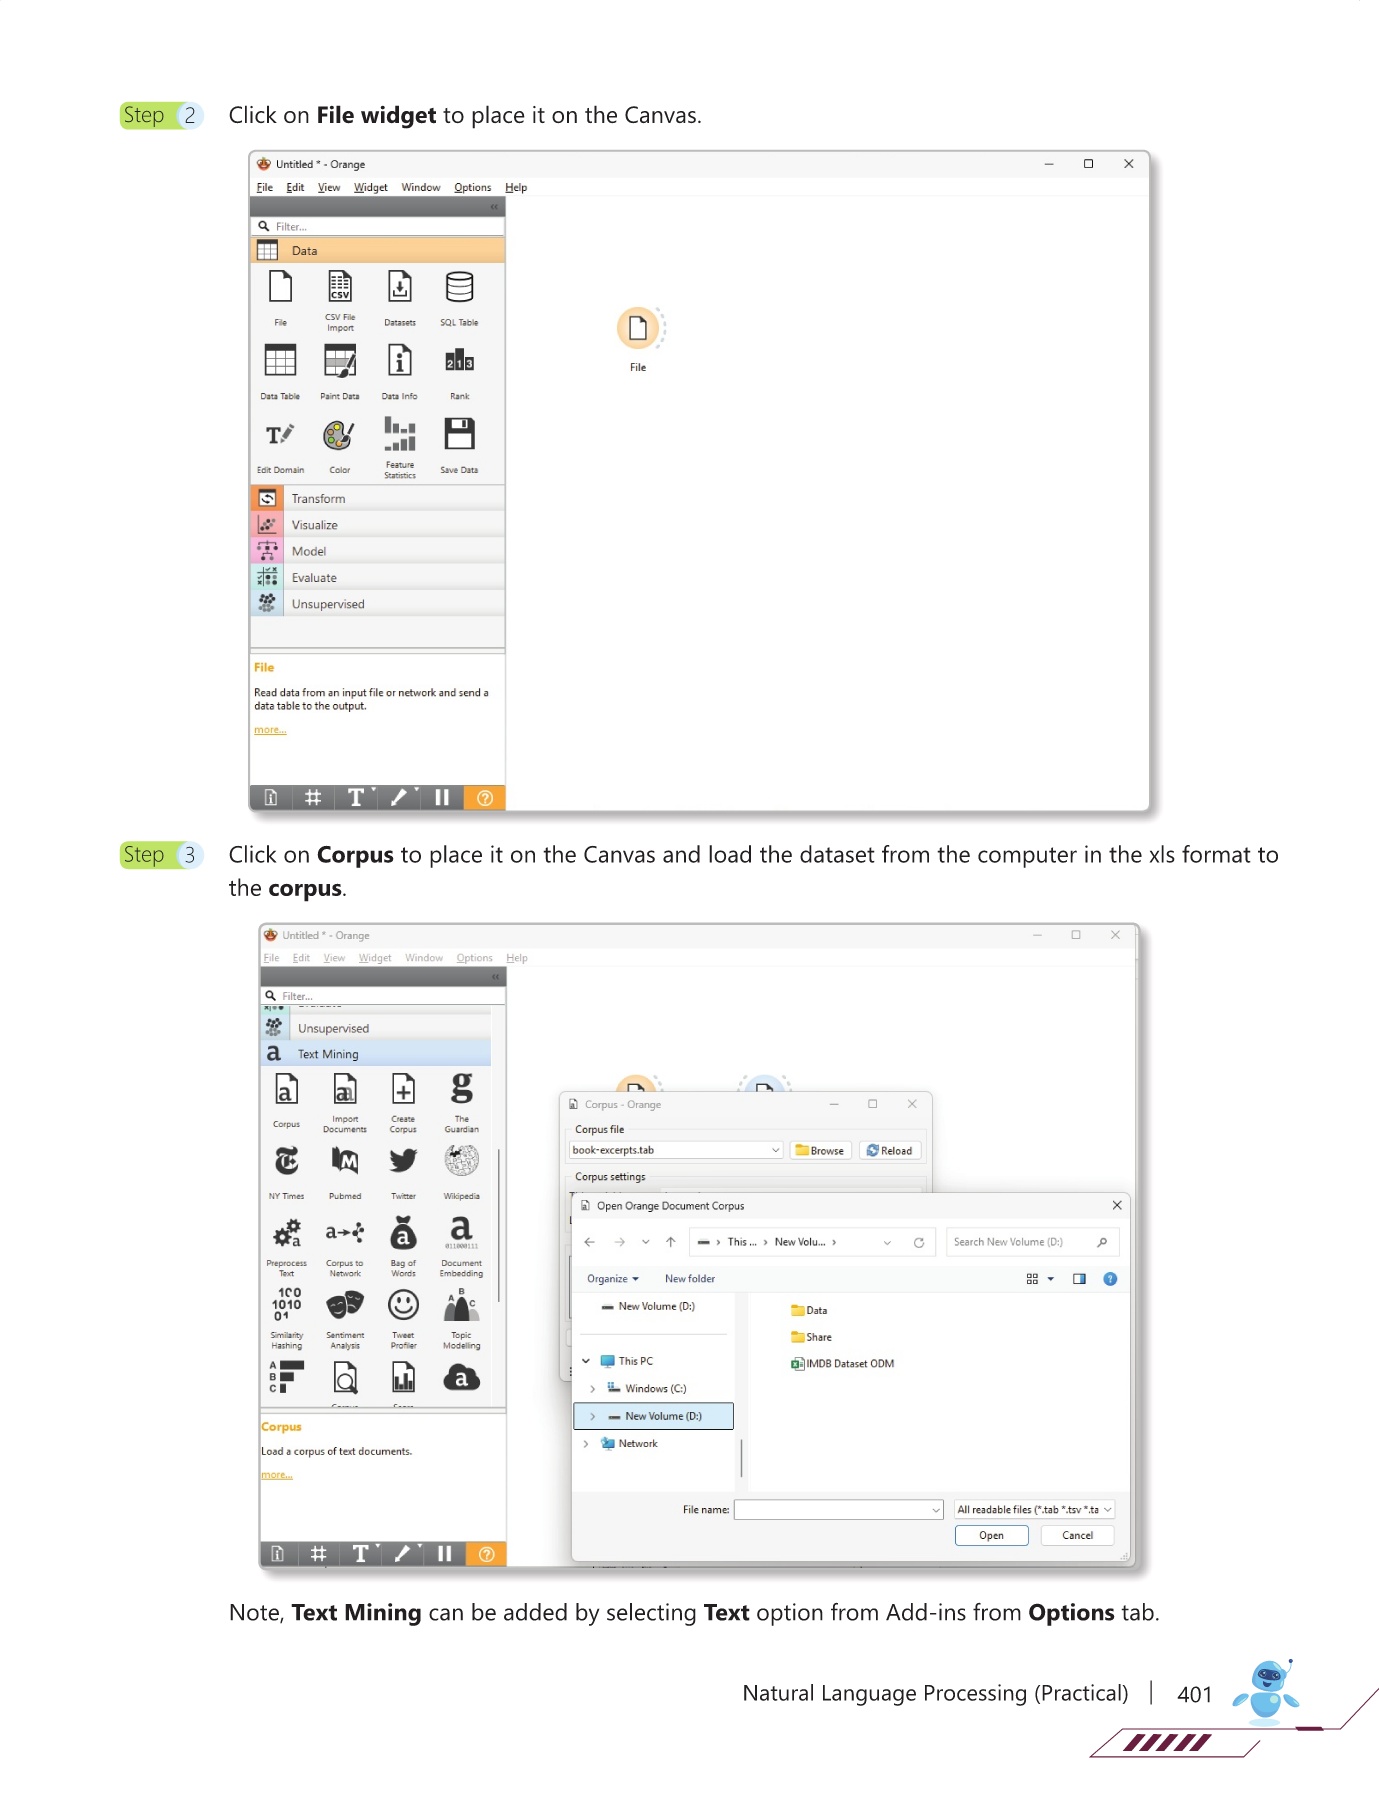 Step 2 Click on File widget to place it on the Canvas.
Untitled * - Orange
File Edit View Widget Window Options Help
Filter...
Data
File CSV File Import Datasets SQL Table
Data Table Paint Data Data Info Rank
Edit Domain Color Feature Statistics Save Data
Transform
Visualize
Model
Evaluate
Unsupervised
File
Read data from an input file or network and send a
data table to the output.
more...
Step 3 Click on Corpus to place it on the Canvas and load the dataset from the computer in the xls format to
the corpus.
Untitled * - Orange
File Edit View Widget Window Options Help
Filter...
Unsupervised
Text Mining
Corpus Import Documents Create Corpus The Guardian
NY Times Pubmed Twitter Wikipedia
Preprocess Text Corpus to Network Bag of Words Document Embedding
Similarity Hashing Sentiment Analysis Tweet Profiler Topic Modelling
Corpus
Load a corpus of text documents.
more...
Corpus - Orange
Corpus file
book-excerpts.tab Browse Reload
Corpus settings
Open Orange Document Corpus
This ... › New Volu... › Search New Volume (D:)
Organize New folder
New Volume (D:)
This PC
Windows (C:)
New Volume (D:)
Network
Data
Share
IMDB Dataset ODM
File name: All readable files (*.tab *.tsv *.ta
Open Cancel
Note, Text Mining can be added by selecting Text option from Add-ins from Options tab.
Natural Language Processing (Practical) | 401